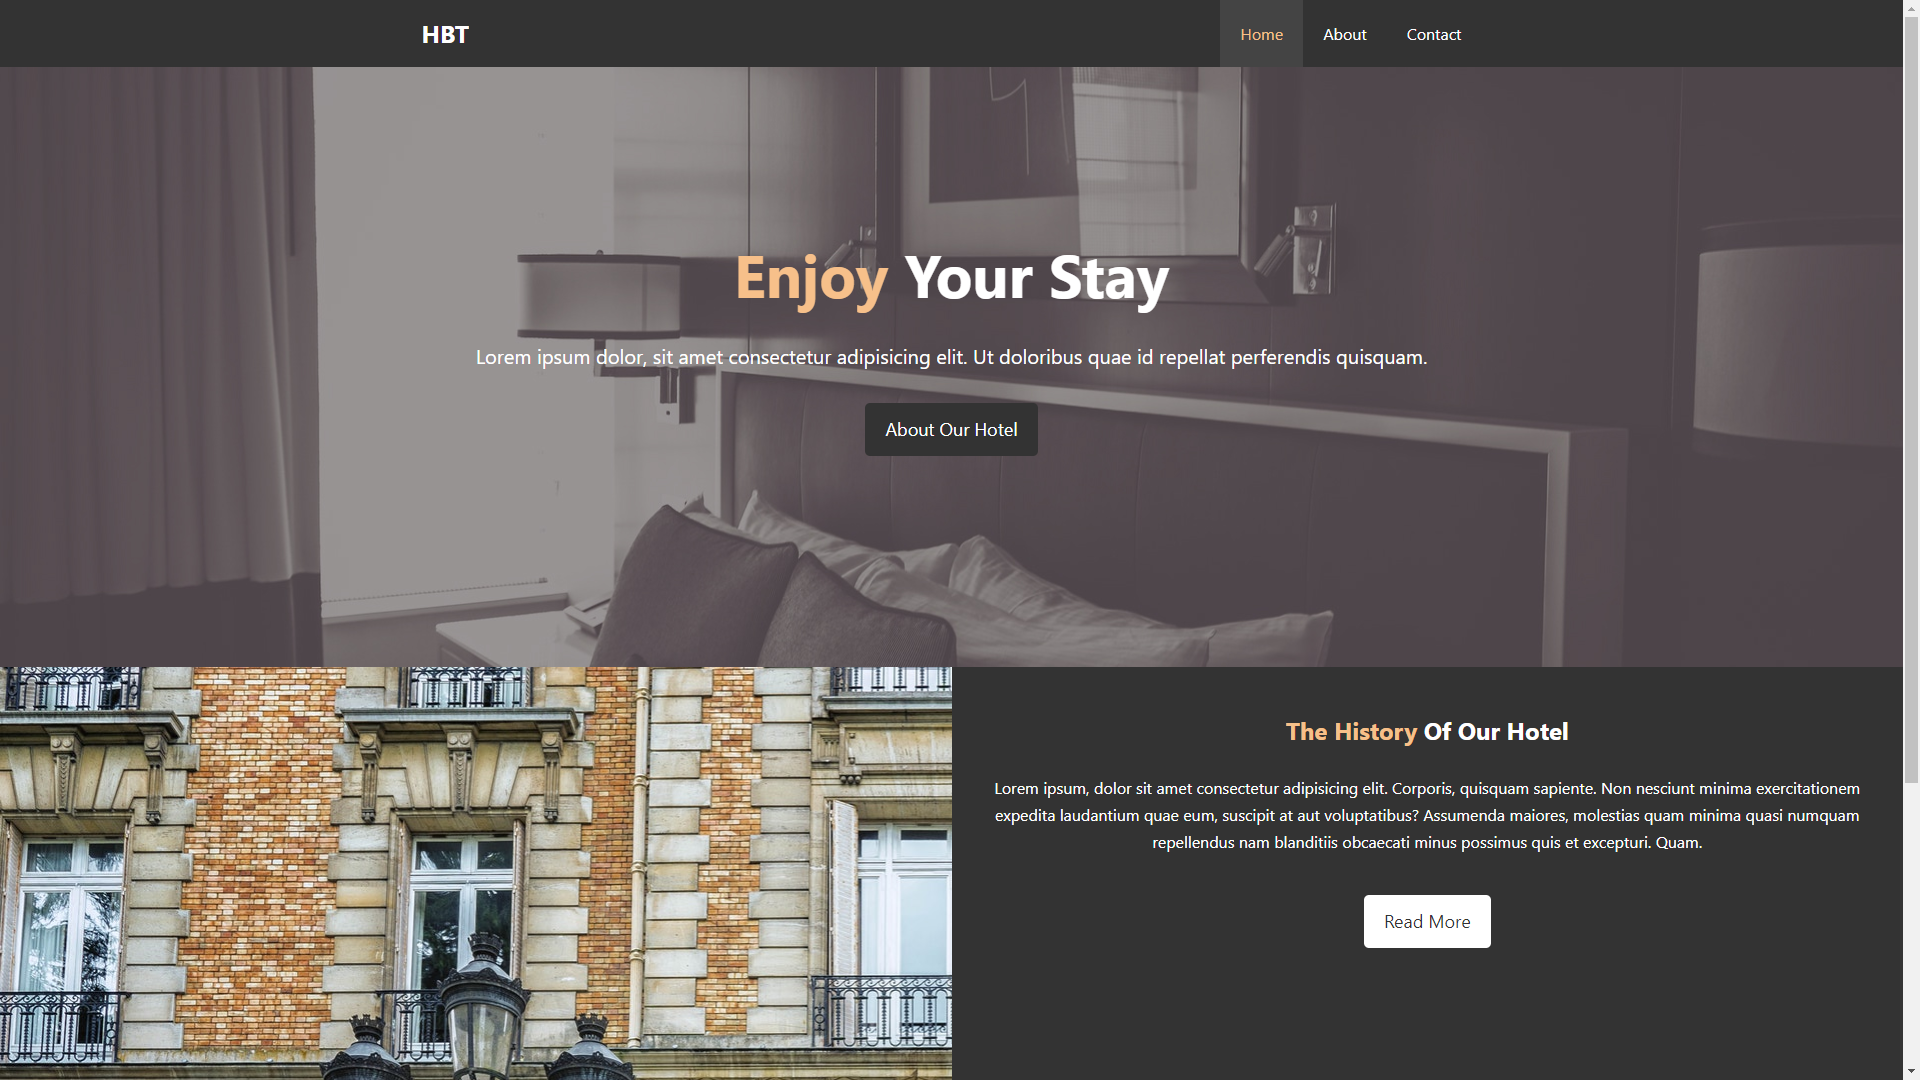 HBT
Home
About
Contact
Enjoy Your Stay
Lorem ipsum dolor, sit amet consectetur adipisicing elit. Ut doloribus quae id repellat perferendis quisquam.
About Our Hotel
The History Of Our Hotel
Lorem ipsum, dolor sit amet consectetur adipisicing elit. Corporis, quisquam sapiente. Non nesciunt minima exercitationem
expedita laudantium quae eum, suscipit at aut voluptatibus? Assumenda maiores, molestias quam minima quasi numquam
repellendus nam blanditiis obcaecati minus possimus quis et excepturi. Quam.
Read More